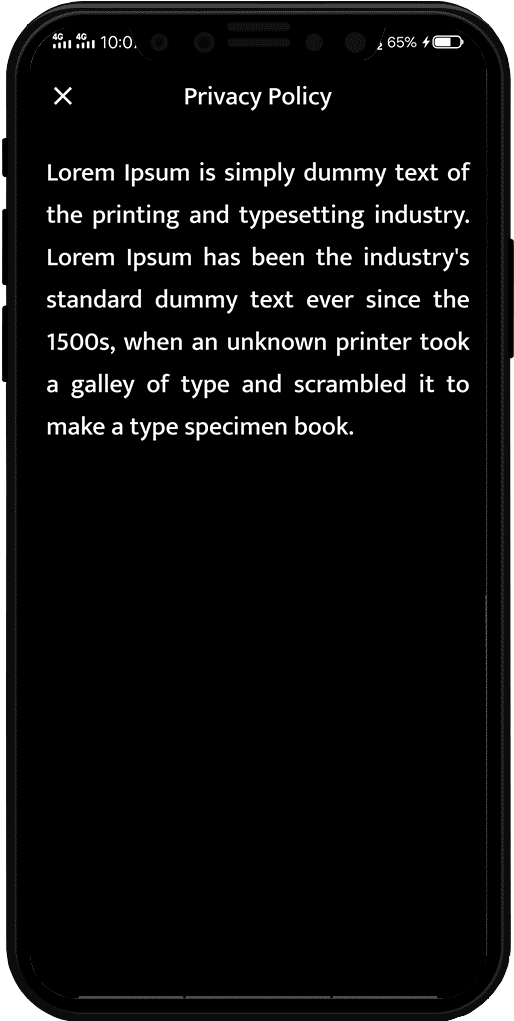 4G 4G 65%
Privacy Policy
Lorem Ipsum is simply dummy text of
the printing and typesetting industry.
Lorem Ipsum has been the industry's
standard dummy text ever since the
1500s, when an unknown printer took
a galley of type and scrambled it to
make a type specimen book.